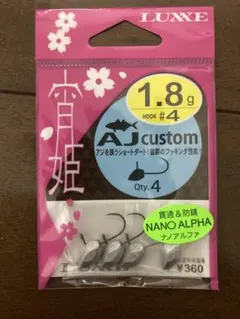 LUXXE
宵姫
1.8g
HOOK #4
AJ custom
アジを誘うショートダート&抜群のフッキング性能!
Qty. 4
貫通&防錆
NANO ALPHA
ナノアルファ
¥360